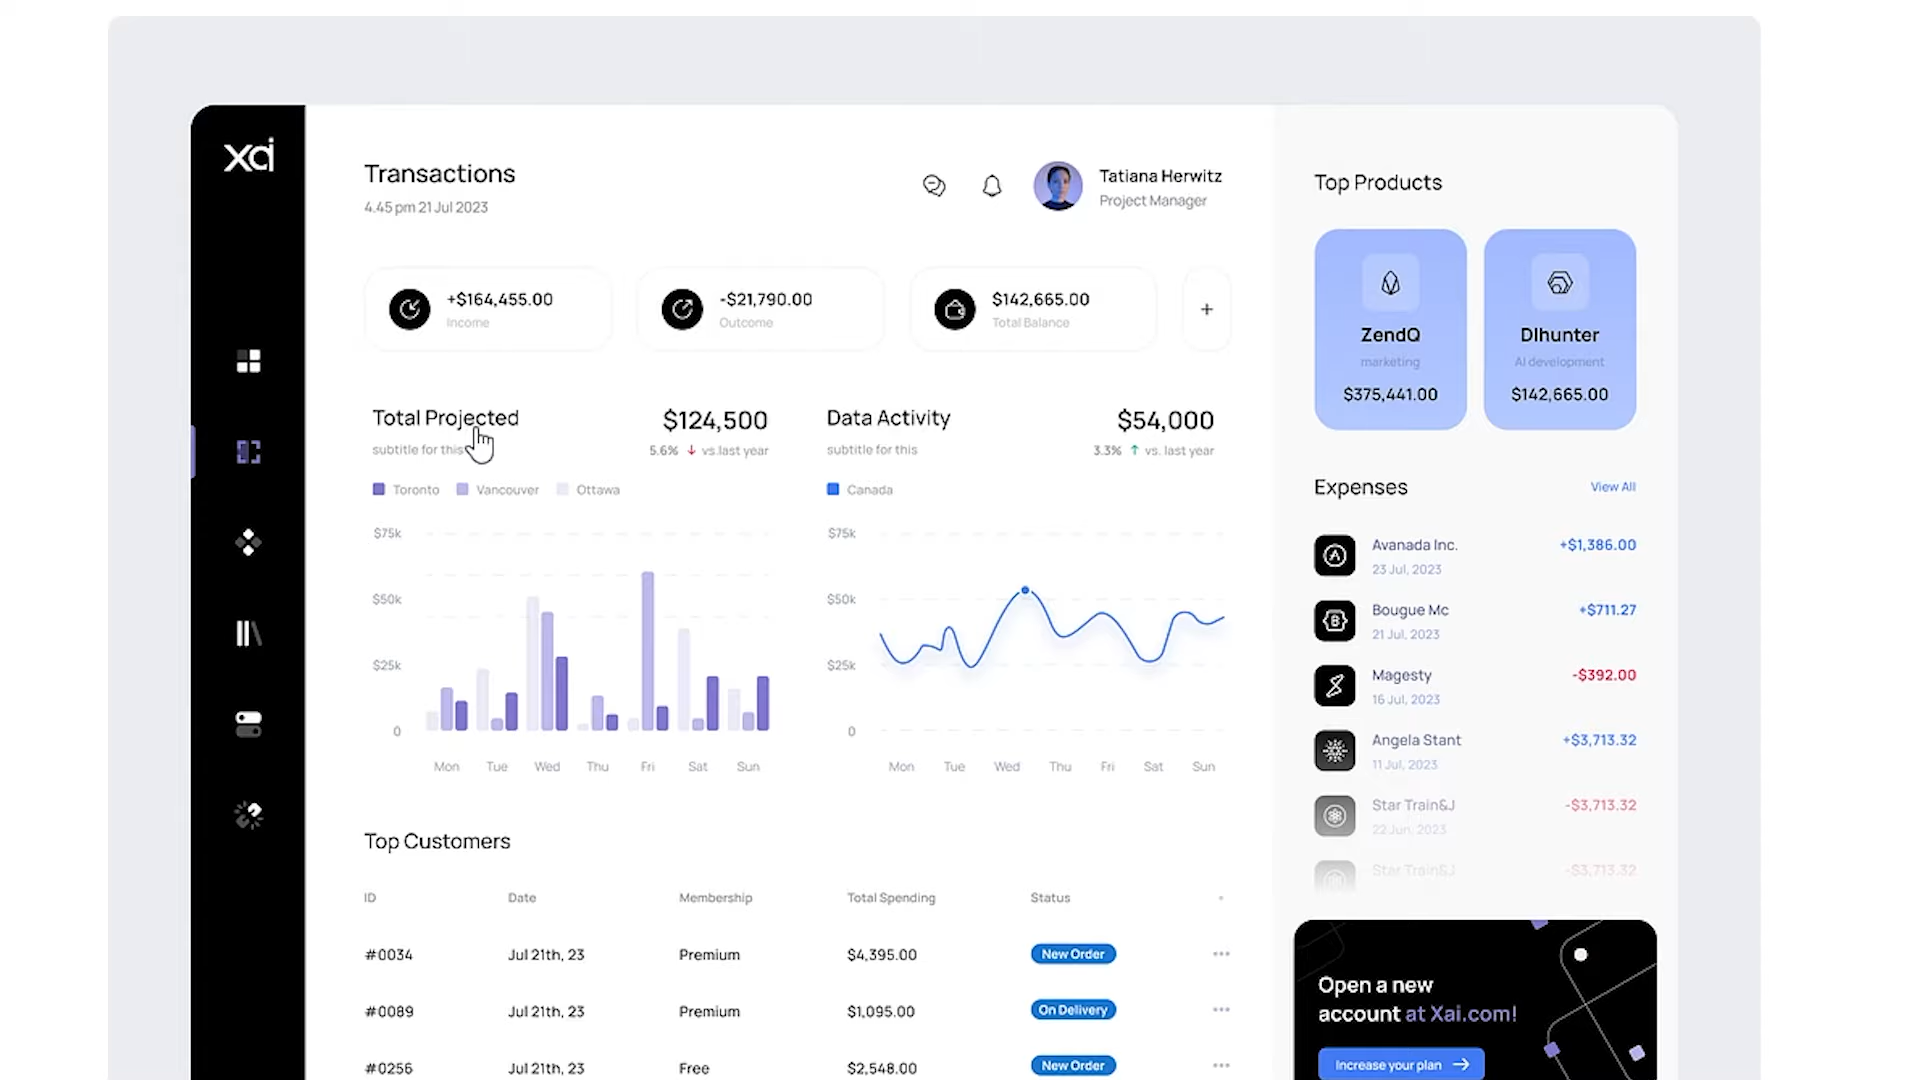 xai
Transactions
4.45 pm 21 Jul 2023
Tatiana Herwitz
Project Manager
+$164,455.00
Income
-$21,790.00
Outcome
$142,665.00
Total Balance
+
Total Projected
subtitle for this
$124,500
5.6% ↓ vs.last year
Toronto
Vancouver
Ottawa
$75k
$50k
$25k
0
Mon
Tue
Wed
Thu
Fri
Sat
Sun
Data Activity
subtitle for this
$54,000
3.3% ↑ vs. last year
Canada
$75k
$50k
$25k
0
Mon
Tue
Wed
Thu
Fri
Sat
Sun
Top Customers
ID Date Membership Total Spending Status
#0034 Jul 21th, 23 Premium $4,395.00 New Order
#0089 Jul 21th, 23 Premium $1,095.00 On Delivery
#0256 Jul 21th, 23 Free $2,548.00 New Order
Top Products
ZendQ
marketing
$375,441.00
Dlhunter
AI development
$142,665.00
Expenses
View All
Avanada Inc.
+$1,386.00
23 Jul, 2023
Bougue Mc
+$711.27
21 Jul, 2023
Magesty
-$392.00
16 Jul, 2023
Angela Stant
+$3,713.32
11 Jul, 2023
Star Train&J
-$3,713.32
22 Jun, 2023
Star Train&J
-$3,713.32
Open a new
account at Xai.com!
Increase your plan →